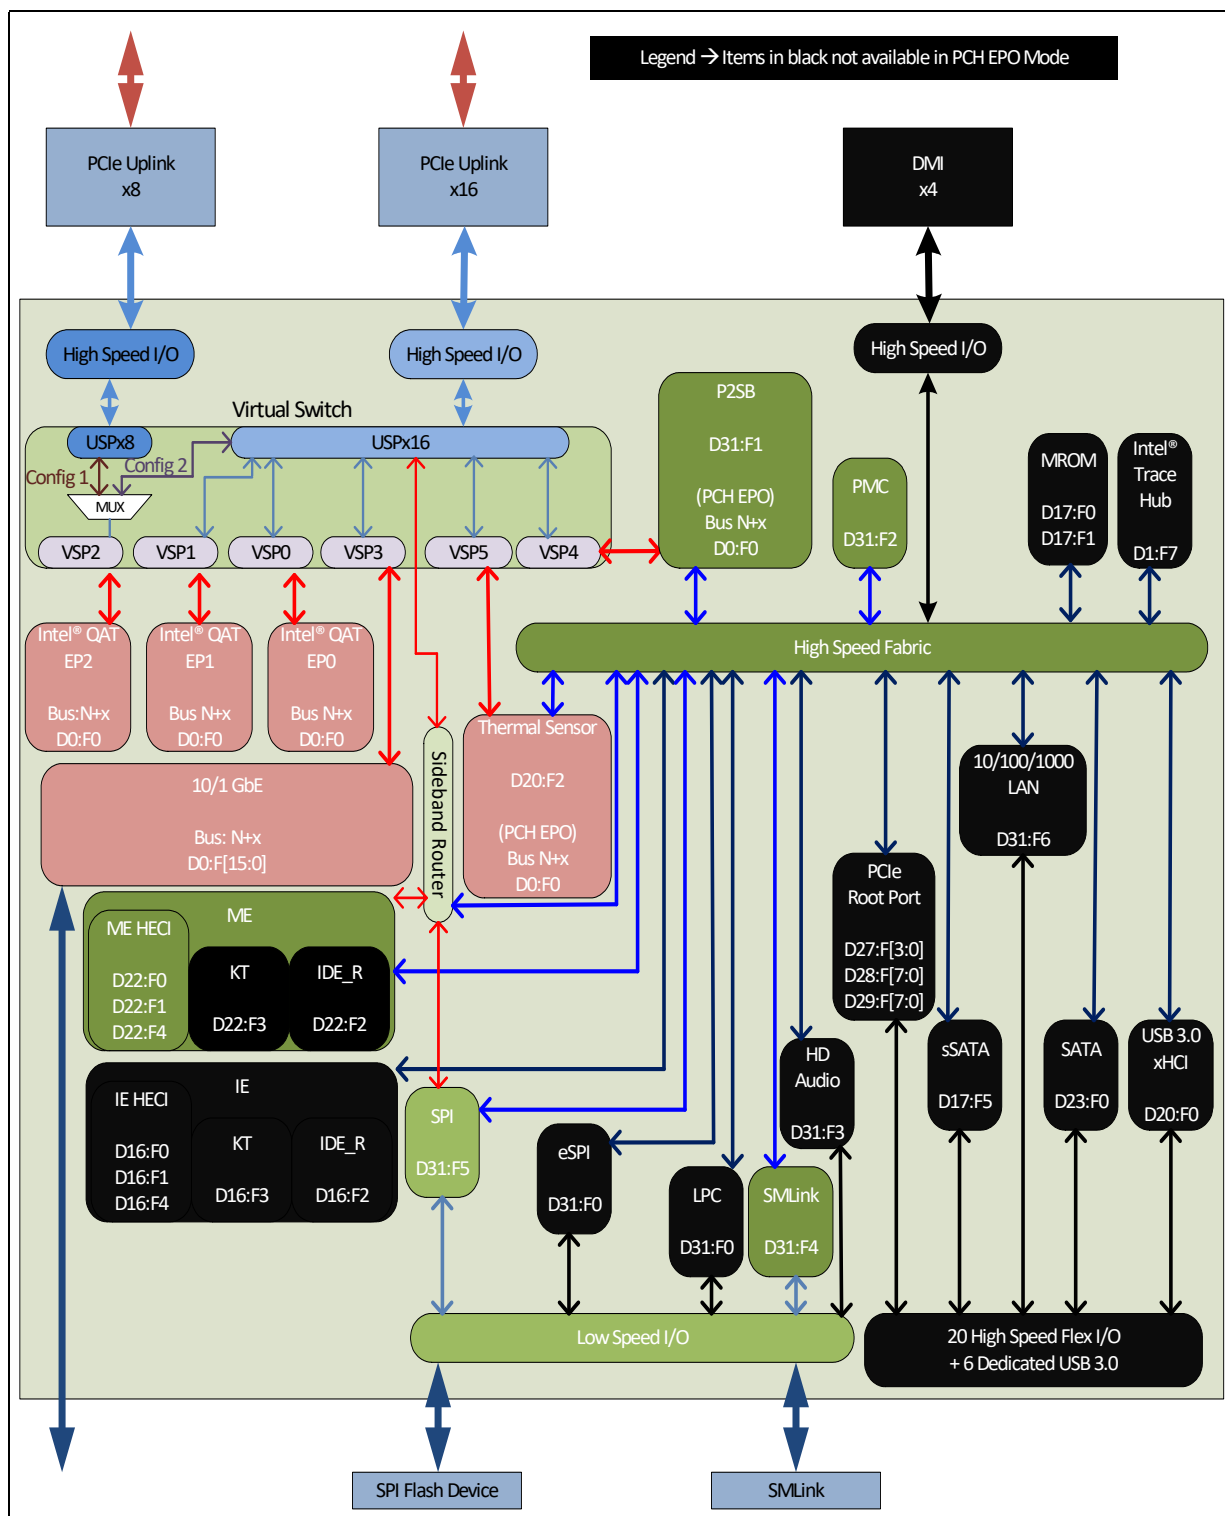 Legend → Items in black not available in PCH EPO Mode
PCIe Uplink
x8
PCIe Uplink
x16
DMI
x4
High Speed I/O
High Speed I/O
High Speed I/O
Virtual Switch
USPx8
USPx16
Config 1
Config 2
MUX
VSP2
VSP1
VSP0
VSP3
VSP5
VSP4
P2SB
D31:F1
(PCH EPO)
Bus N+x
D0:F0
PMC
D31:F2
MROM
D17:F0
D17:F1
Intel®
Trace
Hub
D1:F7
High Speed Fabric
Intel® QAT
EP2
Bus:N+x
D0:F0
Intel® QAT
EP1
Bus N+x
D0:F0
Intel® QAT
EP0
Bus N+x
D0:F0
10/1 GbE
Bus: N+x
D0:F[15:0]
Sideband Router
Thermal Sensor
D20:F2
(PCH EPO)
Bus N+x
D0:F0
10/100/1000
LAN
D31:F6
PCIe
Root Port
D27:F[3:0]
D28:F[7:0]
D29:F[7:0]
ME
ME HECI
D22:F0
D22:F1
D22:F4
KT
D22:F3
IDE_R
D22:F2
IE
IE HECI
D16:F0
D16:F1
D16:F4
KT
D16:F3
IDE_R
D16:F2
SPI
D31:F5
eSPI
D31:F0
LPC
D31:F0
SMLink
D31:F4
HD
Audio
D31:F3
sSATA
D17:F5
SATA
D23:F0
USB 3.0
xHCI
D20:F0
Low Speed I/O
20 High Speed Flex I/O
+ 6 Dedicated USB 3.0
SPI Flash Device
SMLink